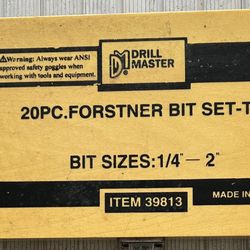 ⚠Warning: Always wear ANSI
approved safety goggles when
working with tools and equipment.
DM
DRILL
MASTER
20PC.FORSTNER BIT SET-T
BIT SIZES:1/4"—2"
ITEM 39813
MADE IN